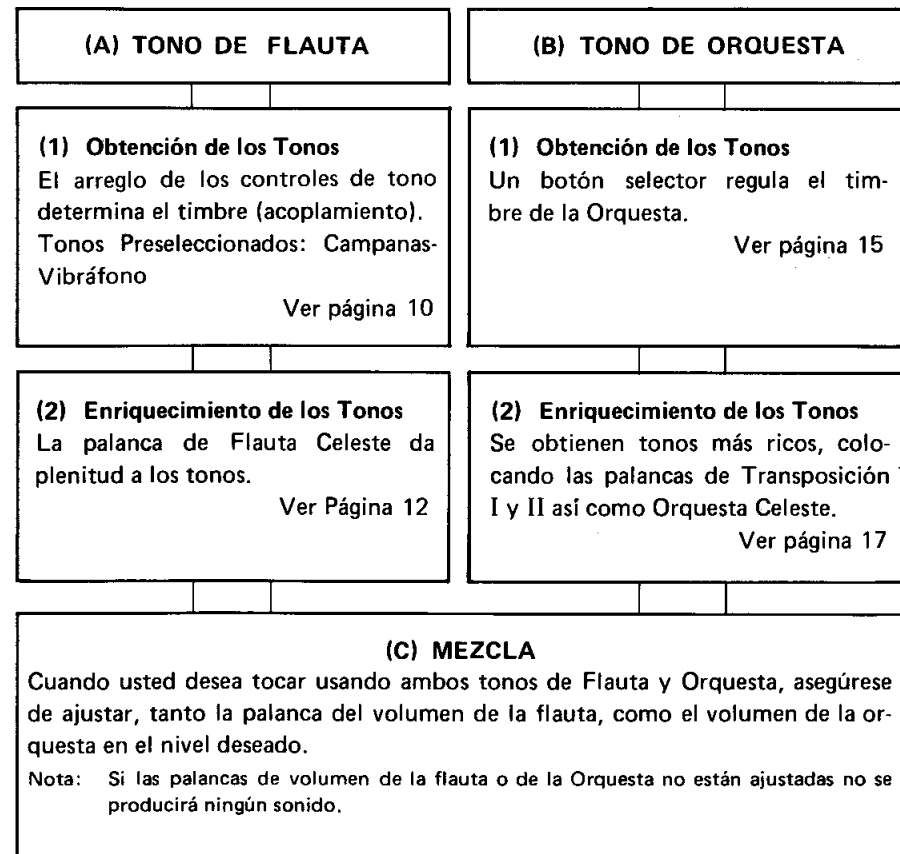 (A) TONO DE FLAUTA
(B) TONO DE ORQUESTA
(1) Obtención de los Tonos
El arreglo de los controles de tono
determina el timbre (acoplamiento).
Tonos Preseleccionados: Campanas-
Vibráfono
Ver página 10
(1) Obtención de los Tonos
Un botón selector regula el tim-
bre de la Orquesta.
Ver página 15
(2) Enriquecimiento de los Tonos
La palanca de Flauta Celeste da
plenitud a los tonos.
Ver Página 12
(2) Enriquecimiento de los Tonos
Se obtienen tonos más ricos, colo-
cando las palancas de Transposición
I y II así como Orquesta Celeste.
Ver página 17
(C) MEZCLA
Cuando usted desea tocar usando ambos tonos de Flauta y Orquesta, asegúrese
de ajustar, tanto la palanca del volumen de la flauta, como el volumen de la or-
questa en el nivel deseado.
Nota: Si las palancas de volumen de la flauta o de la Orquesta no están ajustadas no se
producirá ningún sonido.